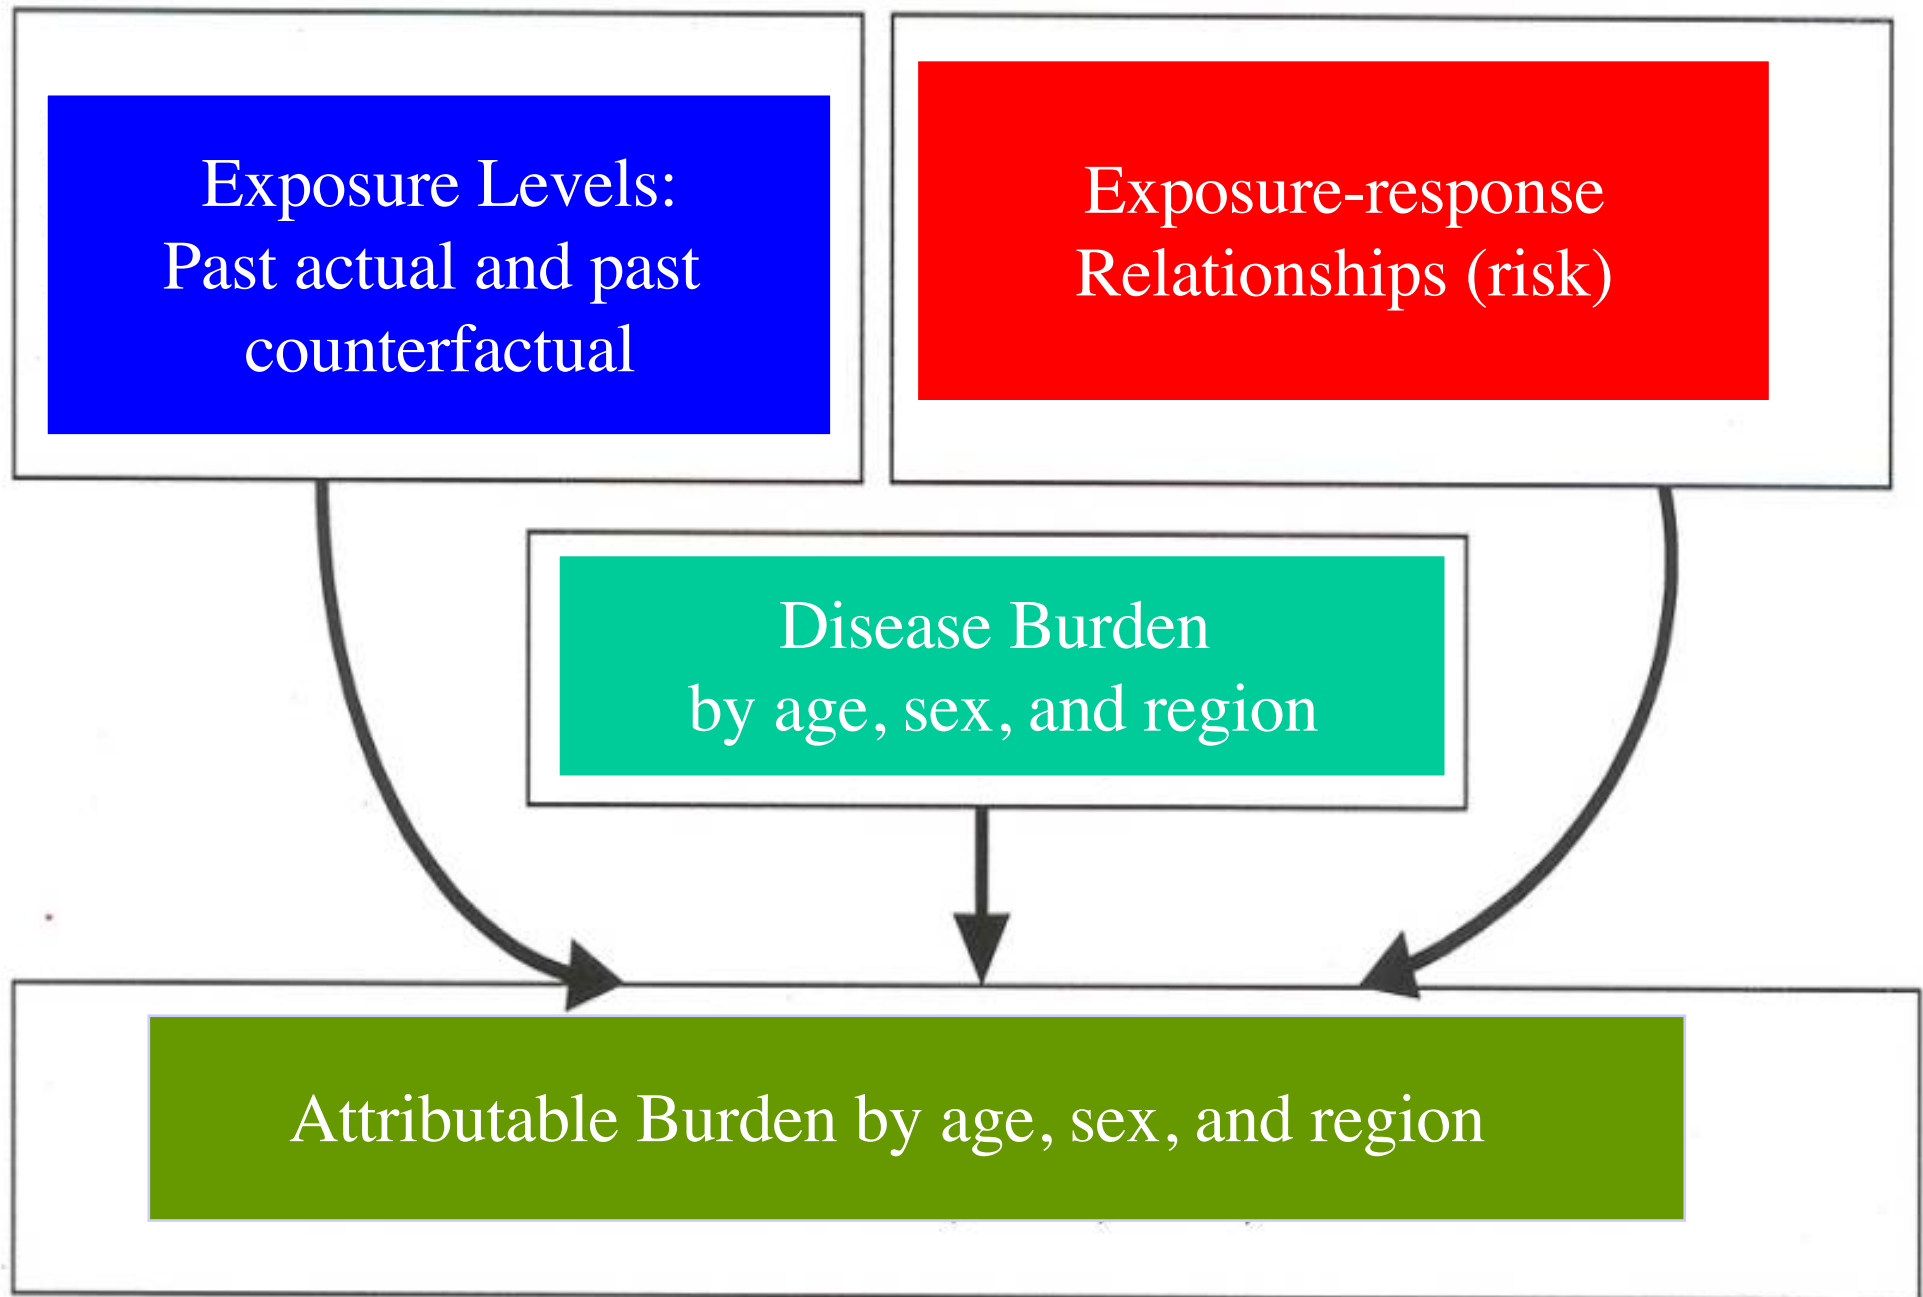 Exposure Levels:
Past actual and past
counterfactual
Exposure-response
Relationships (risk)
Disease Burden
by age, sex, and region
Attributable Burden by age, sex, and region